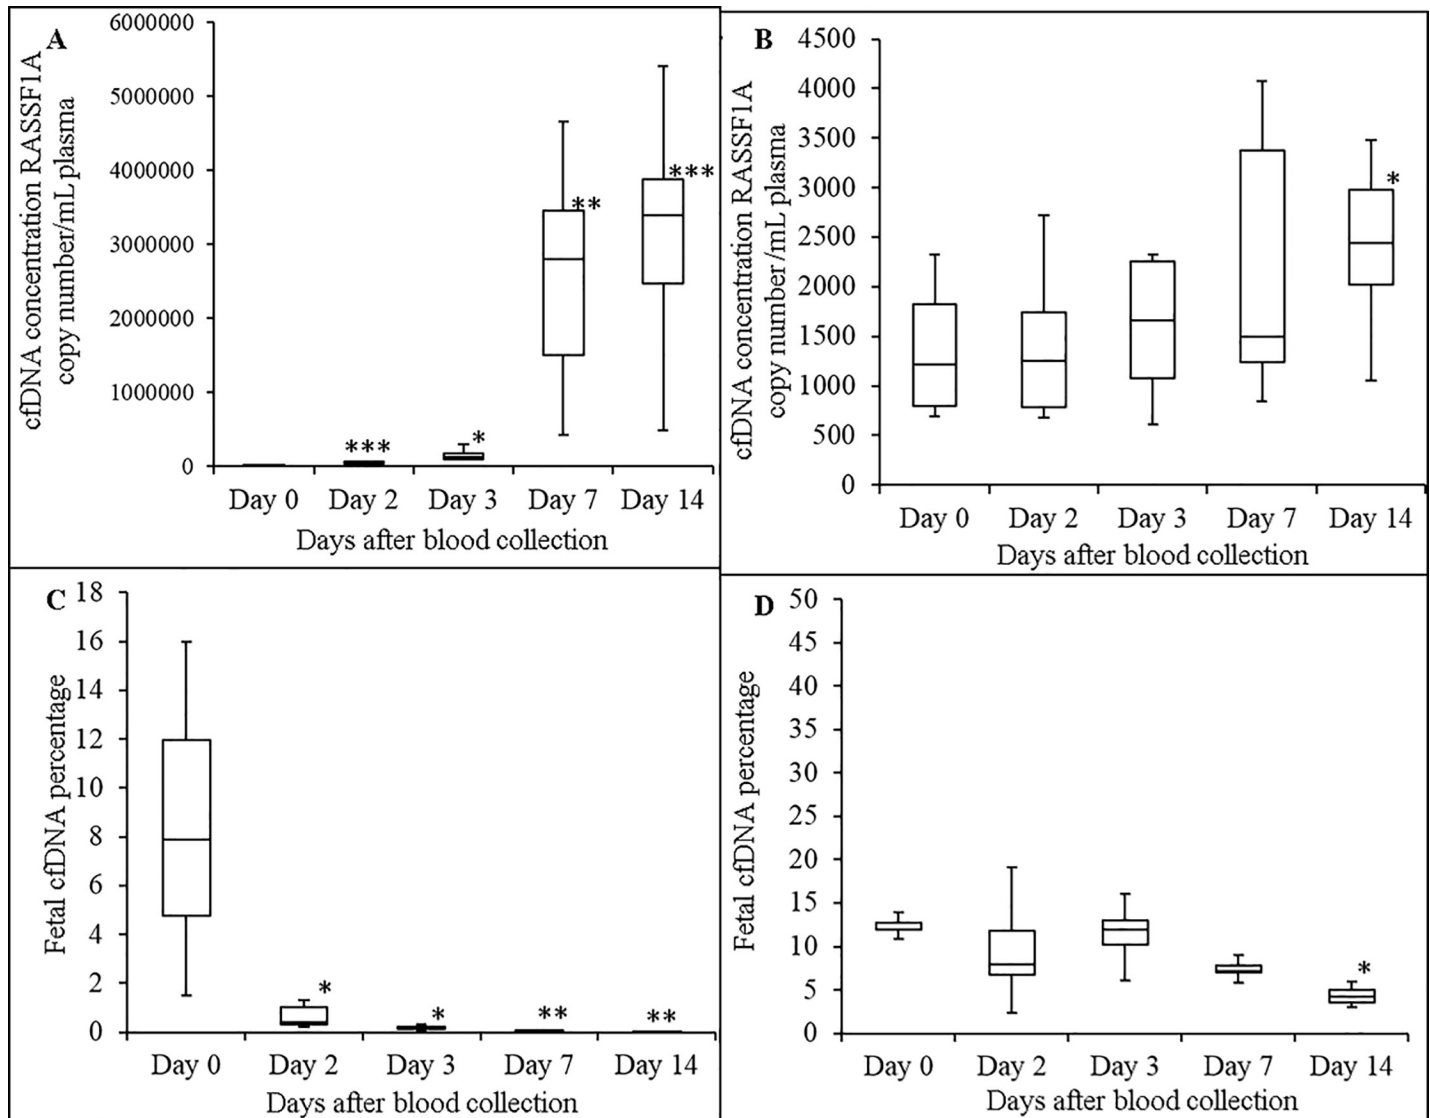 A
cfDNA concentration RASSF1A
copy number/mL plasma
6000000
5000000
4000000
3000000
2000000
1000000
0
***
*
**
***
Day 0 Day 2 Day 3 Day 7 Day 14
Days after blood collection
B
cfDNA concentration RASSF1A
copy number /mL plasma
4500
4000
3500
3000
2500
2000
1500
1000
500
0
*
Day 0 Day 2 Day 3 Day 7 Day 14
Days after blood collection
C
Fetal cfDNA percentage
18
16
14
12
10
8
6
4
2
0
*
*
**
**
Day 0 Day 2 Day 3 Day 7 Day 14
Days after blood collection
D
Fetal cfDNA percentage
50
45
40
35
30
25
20
15
10
5
0
*
Day 0 Day 2 Day 3 Day 7 Day 14
Days after blood collection